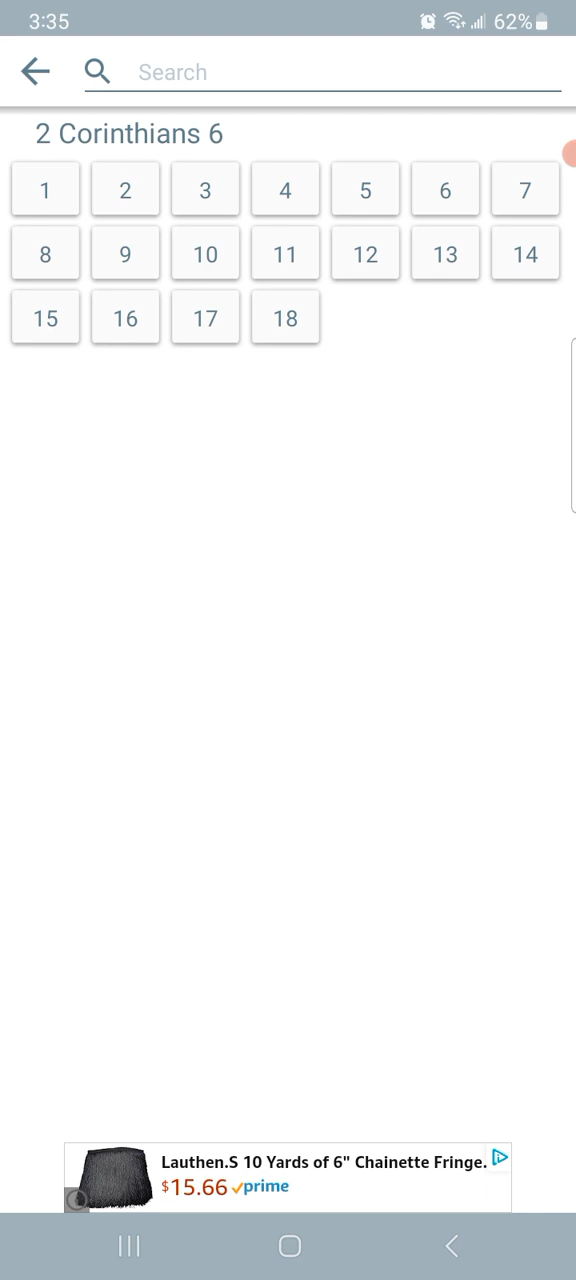 3:35 62%
Search
2 Corinthians 6
1 2 3 4 5 6 7
8 9 10 11 12 13 14
15 16 17 18
Lauthen.S 10 Yards of 6" Chainette Fringe.
$15.66 prime